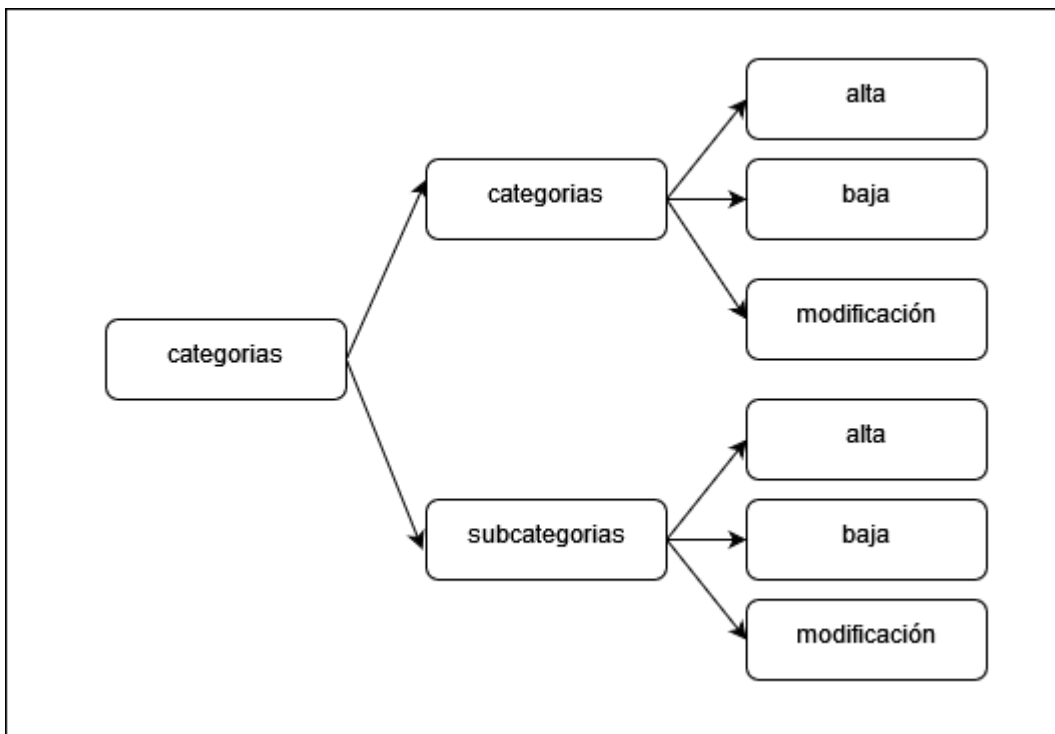 categorias
categorias
alta
baja
modificación
subcategorias
alta
baja
modificación